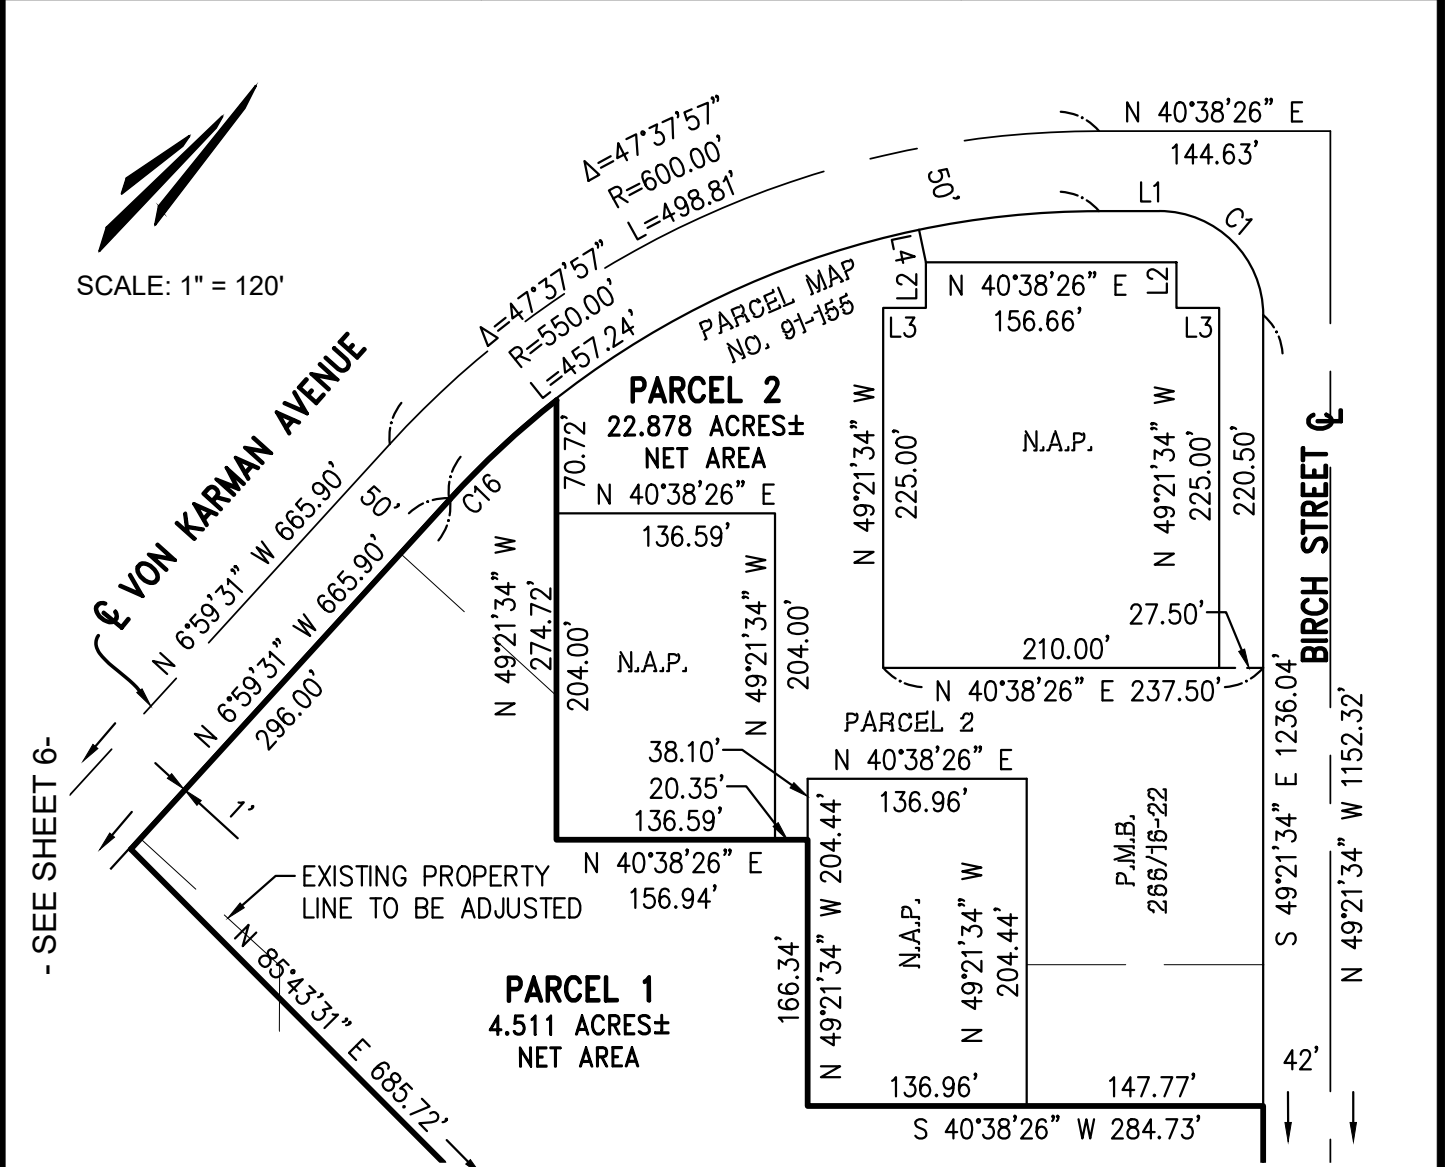 N 40°38'26" E
144.63'
Δ=47°37'57"
R=600.00'
L=498.81'
50'
L1
C1
SCALE: 1" = 120'
Δ=47°37'57"
R=550.00'
L=457.24'
PARCEL MAP
NO. 91-155
L4
L2
N 40°38'26" E
156.66'
L2
L3
L3
℄ VON KARMAN AVENUE
N 6°59'31" W 665.90'
50'
C16
PARCEL 2
22.878 ACRES±
NET AREA
70.72'
N 40°38'26" E
136.59'
N 49°21'34" W
225.00'
N.A.P.
N 49°21'34" W
225.00'
220.50'
BIRCH STREET ℄
N 6°59'31" W 665.90'
296.00'
N 49°21'34" W
274.72'
204.00'
N.A.P.
N 49°21'34" W
204.00'
27.50'
210.00'
N 40°38'26" E 237.50'
PARCEL 2
38.10'
N 40°38'26" E
20.35'
136.59'
136.96'
N 40°38'26" E
156.94'
1'
- SEE SHEET 6-
EXISTING PROPERTY
LINE TO BE ADJUSTED
N 85°43'31" E 685.72'
PARCEL 1
4.511 ACRES±
NET AREA
166.34'
N 49°21'34" W 204.44'
N.A.P.
N 49°21'34" W
204.44'
P.M.B.
266/16-22
S 49°21'34" E 1236.04'
N 49°21'34" W 1152.32'
42'
136.96'
147.77'
S 40°38'26" W 284.73'